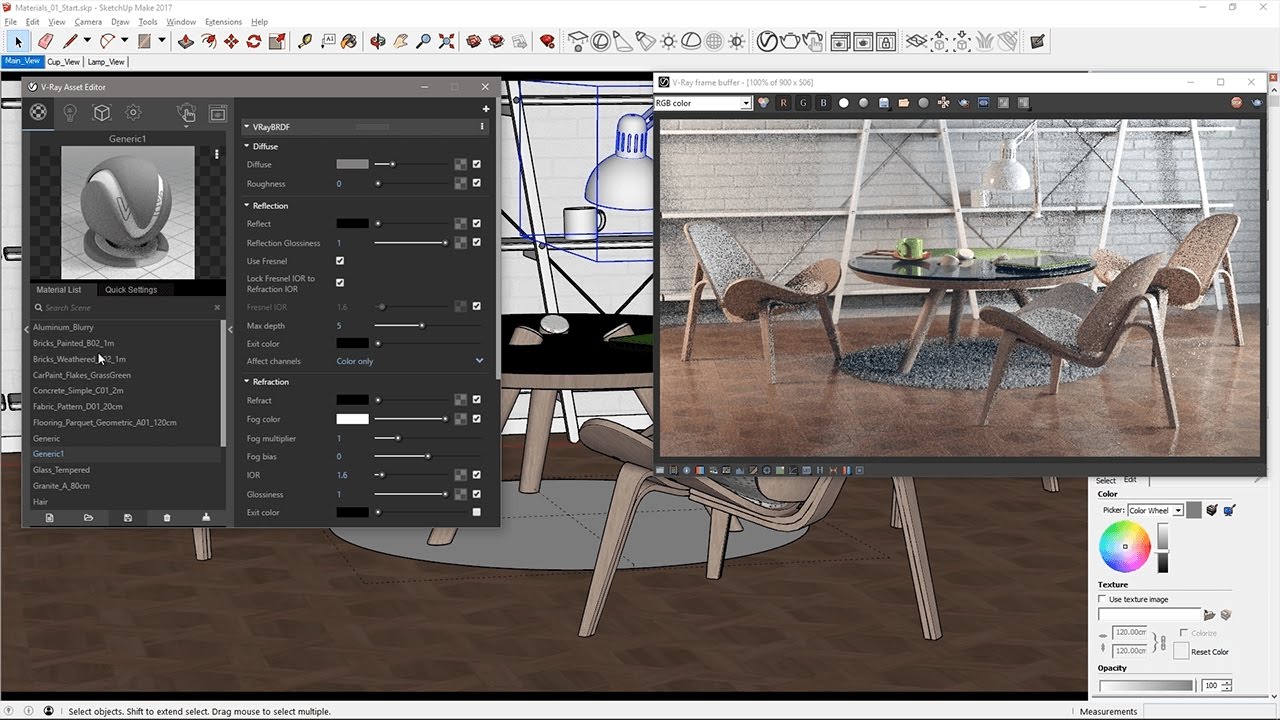 Materials_01_Start.skp - SketchUp Make 2017
File Edit View Camera Draw Tools Window Extensions Help
Main_View Cup_View Lamp_View
V-Ray Asset Editor
Generic1
Material List Quick Settings
Search Scene
Aluminum_Blurry
Bricks_Painted_B02_1m
Bricks_Weathered_
2_1m
CarPaint_Flakes_GrassGreen
Concrete_Simple_C01_2m
Fabric_Pattern_D01_20cm
Flooring_Parquet_Geometric_A01_120cm
Generic
Generic1
Glass_Tempered
Granite_A_80cm
Hair
VRayBRDF
Diffuse
Diffuse
Roughness 0
Reflection
Reflect
Reflection Glossiness 1
Use Fresnel
Lock Fresnel IOR to
Refraction IOR
Fresnel IOR 1.6
Max depth 5
Exit color
Affect channels Color only
Refraction
Refract
Fog color
Fog multiplier 1
Fog bias 0
IOR 1.6
Glossiness 1
Exit color
V-Ray frame buffer - [100% of 900 x 506]
RGB color R G B
Select Edit
Color
Picker: Color Wheel
Texture
Use texture image
120.00cm
Colorize
120.00cm
Reset Color
Opacity
100
Select objects. Shift to extend select. Drag mouse to select multiple.
Measurements